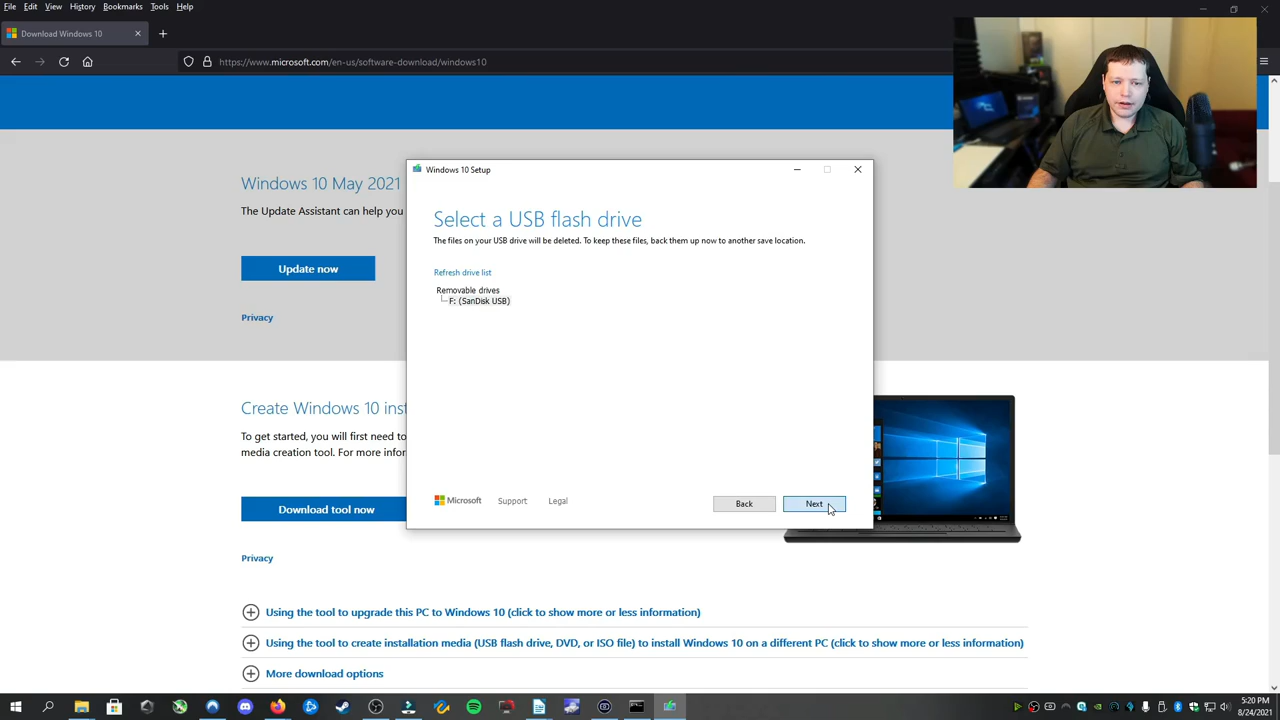 File Edit View History Bookmarks Tools Help
Download Windows 10
https://www.microsoft.com/en-us/software-download/windows10
Windows 10 May 2021
The Update Assistant can help you
Update now
Privacy
Create Windows 10 inst
To get started, you will first need to
media creation tool. For more infor
Download tool now
Privacy
Using the tool to upgrade this PC to Windows 10 (click to show more or less information)
Using the tool to create installation media (USB flash drive, DVD, or ISO file) to install Windows 10 on a different PC (click to show more or less information)
More download options
Windows 10 Setup
Select a USB flash drive
The files on your USB drive will be deleted. To keep these files, back them up now to another save location.
Refresh drive list
Removable drives
F: (SanDisk USB)
Microsoft Support Legal
Back Next
5:20 PM
8/24/2021